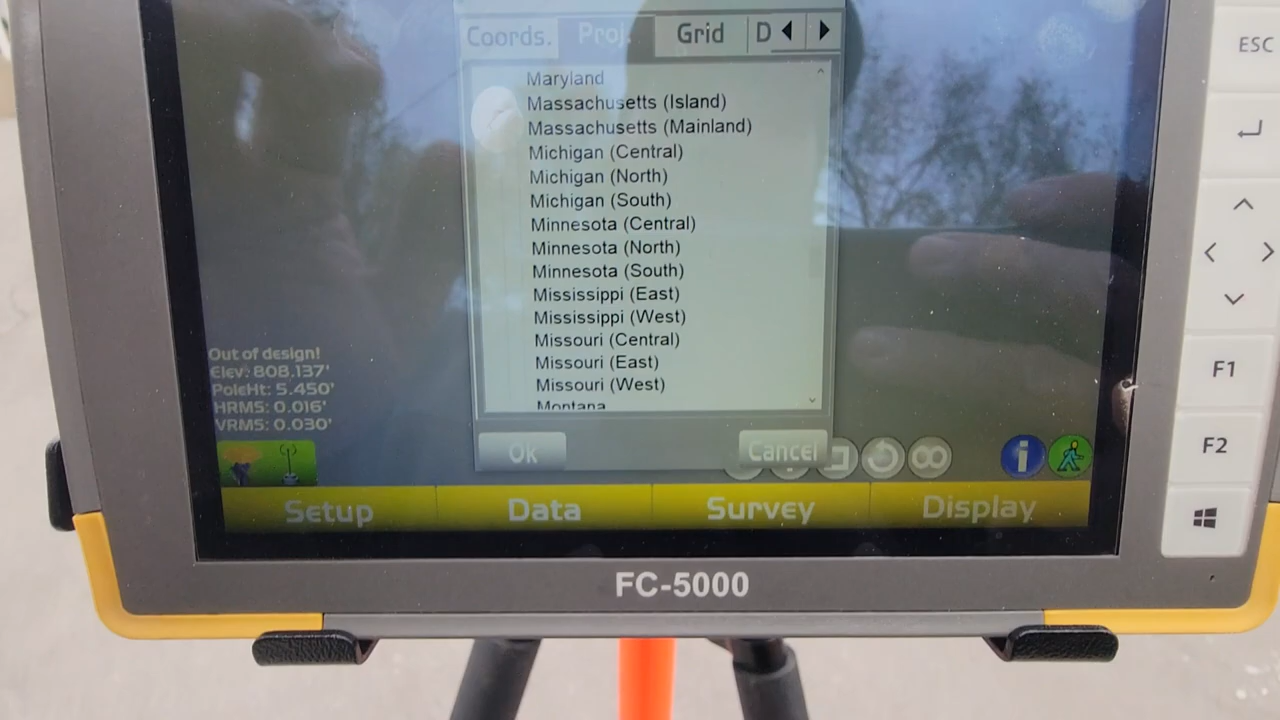 Coords. Proj. Grid D
ESC
Maryland
Massachusetts (Island)
Massachusetts (Mainland)
Michigan (Central)
Michigan (North)
Michigan (South)
Minnesota (Central)
Minnesota (North)
Minnesota (South)
Mississippi (East)
Mississippi (West)
Missouri (Central)
Missouri (East)
Missouri (West)
Montana
Out of design!
Elev: 808.137'
PoleHt: 5.450'
HRMS: 0.016'
VRMS: 0.030'
F1
F2
Ok Cancel
Setup Data Survey Display
FC-5000